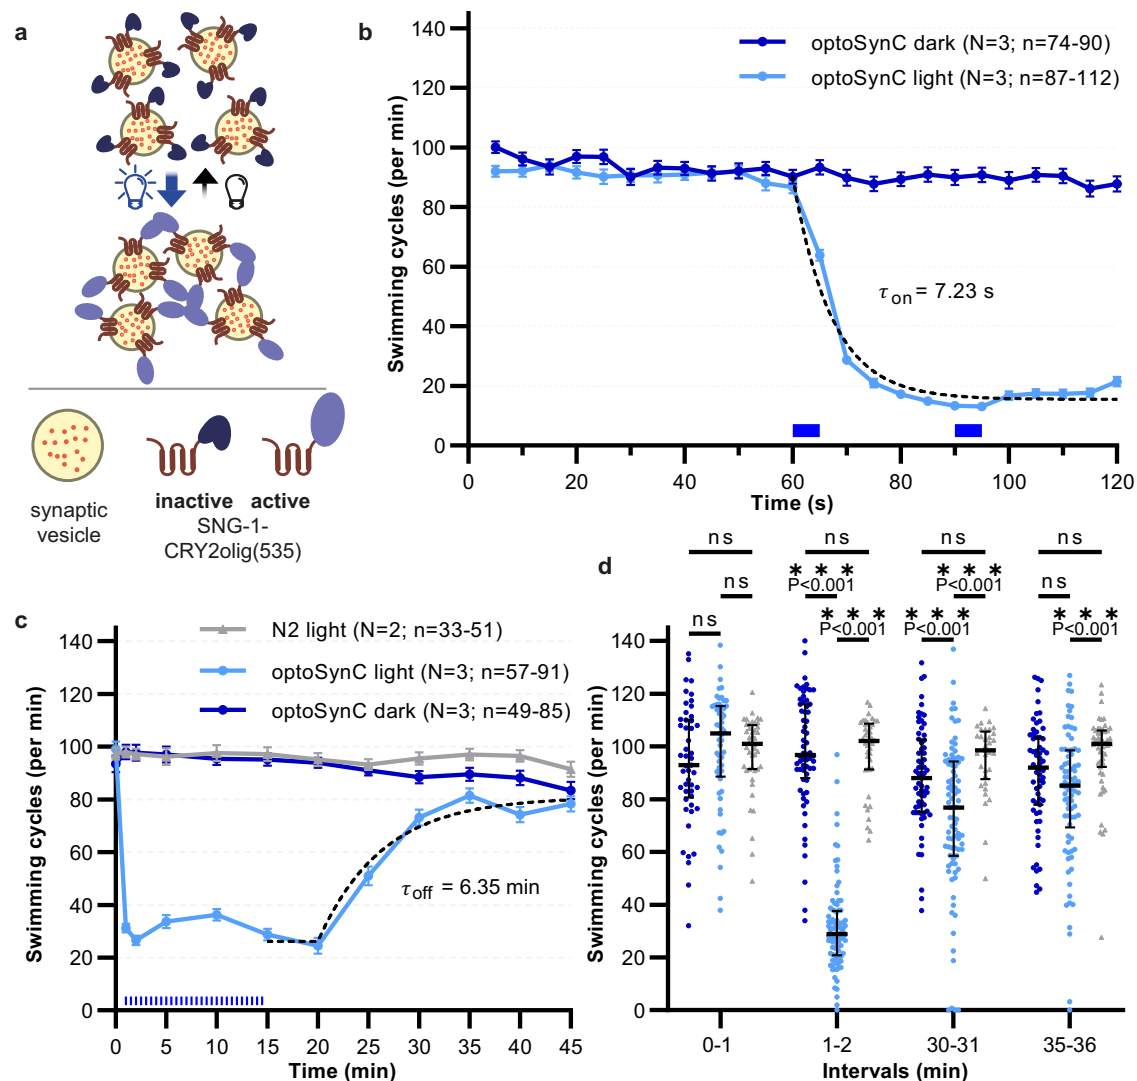 a
synaptic
vesicle
inactive active
SNG-1-
CRY2olig(535)
b
Swimming cycles (per min)
140
120
100
80
60
40
20
0
optoSynC dark (N=3; n=74-90)
optoSynC light (N=3; n=87-112)
τon = 7.23 s
0 20 40 60 80 100 120
Time (s)
c
Swimming cycles (per min)
140
120
100
80
60
40
20
0
N2 light (N=2; n=33-51)
optoSynC light (N=3; n=57-91)
optoSynC dark (N=3; n=49-85)
τoff = 6.35 min
0 5 10 15 20 25 30 35 40 45
Time (min)
d
ns ns ns ns
*** ***
P<0.001 P<0.001
ns ns
*** *** ***
ns P<0.001 P<0.001 P<0.001
Swimming cycles (per min)
140
120
100
80
60
40
20
0
0-1 1-2 30-31 35-36
Intervals (min)